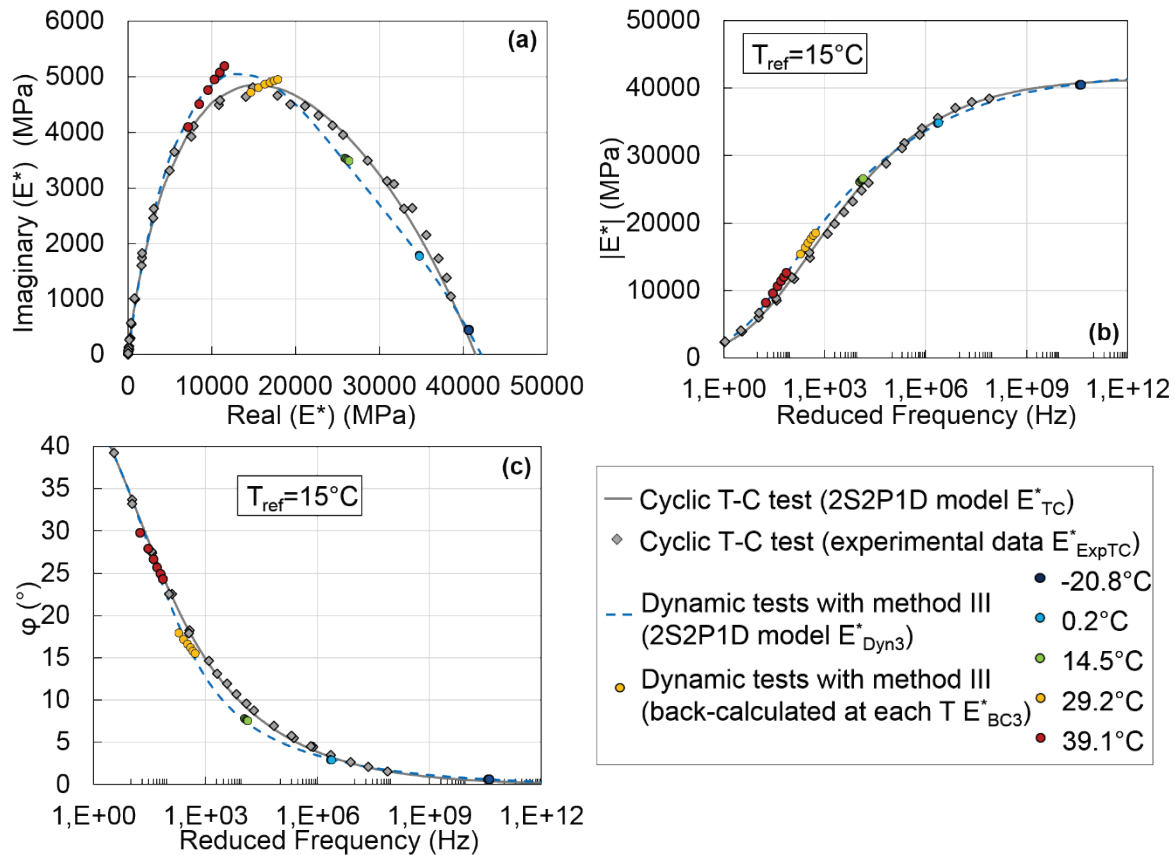 (a)
6000
5000
4000
3000
2000
1000
0
Imaginary (E*) (MPa)
0 10000 20000 30000 40000 50000
Real (E*) (MPa)
T_ref=15°C
(b)
50000
40000
30000
20000
10000
0
|E*| (MPa)
1,E+00 1,E+03 1,E+06 1,E+09 1,E+12
Reduced Frequency (Hz)
T_ref=15°C
(c)
40
35
30
25
20
15
10
5
0
φ (°)
1,E+00 1,E+03 1,E+06 1,E+09 1,E+12
Reduced Frequency (Hz)
Cyclic T-C test (2S2P1D model E*_TC)
Cyclic T-C test (experimental data E*_ExpTC)
Dynamic tests with method III
(2S2P1D model E*_Dyn3)
Dynamic tests with method III
(back-calculated at each T E*_BC3)
-20.8°C
0.2°C
14.5°C
29.2°C
39.1°C